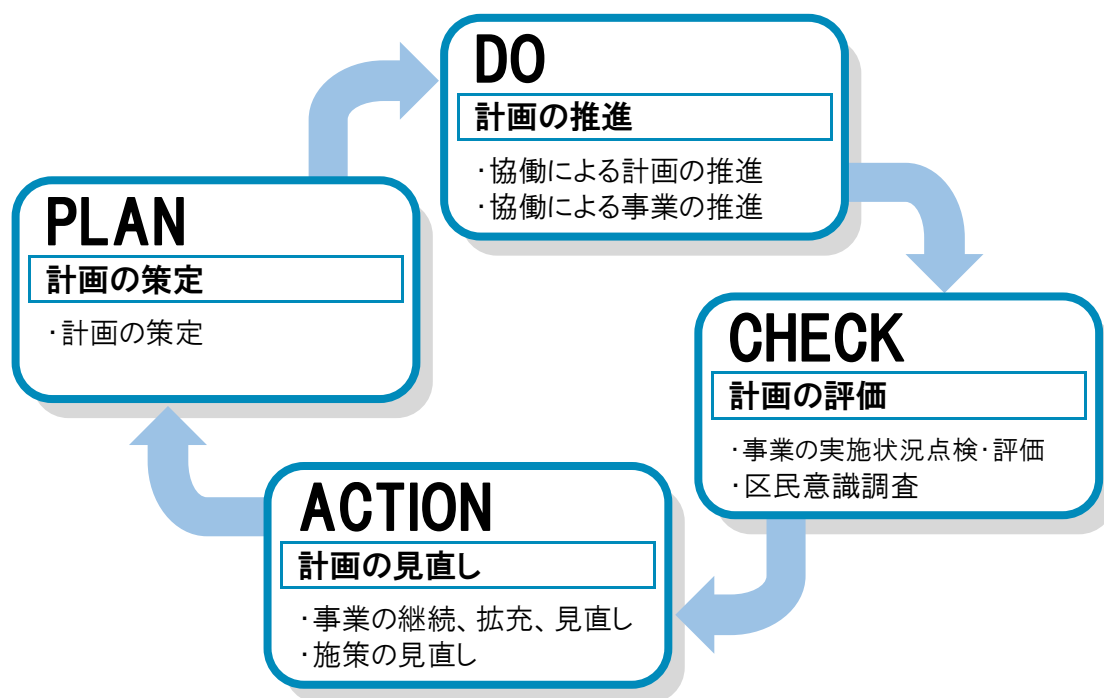 PLAN
計画の策定
・計画の策定
DO
計画の推進
・協働による計画の推進
・協働による事業の推進
CHECK
計画の評価
・事業の実施状況点検・評価
・区民意識調査
ACTION
計画の見直し
・事業の継続、拡充、見直し
・施策の見直し